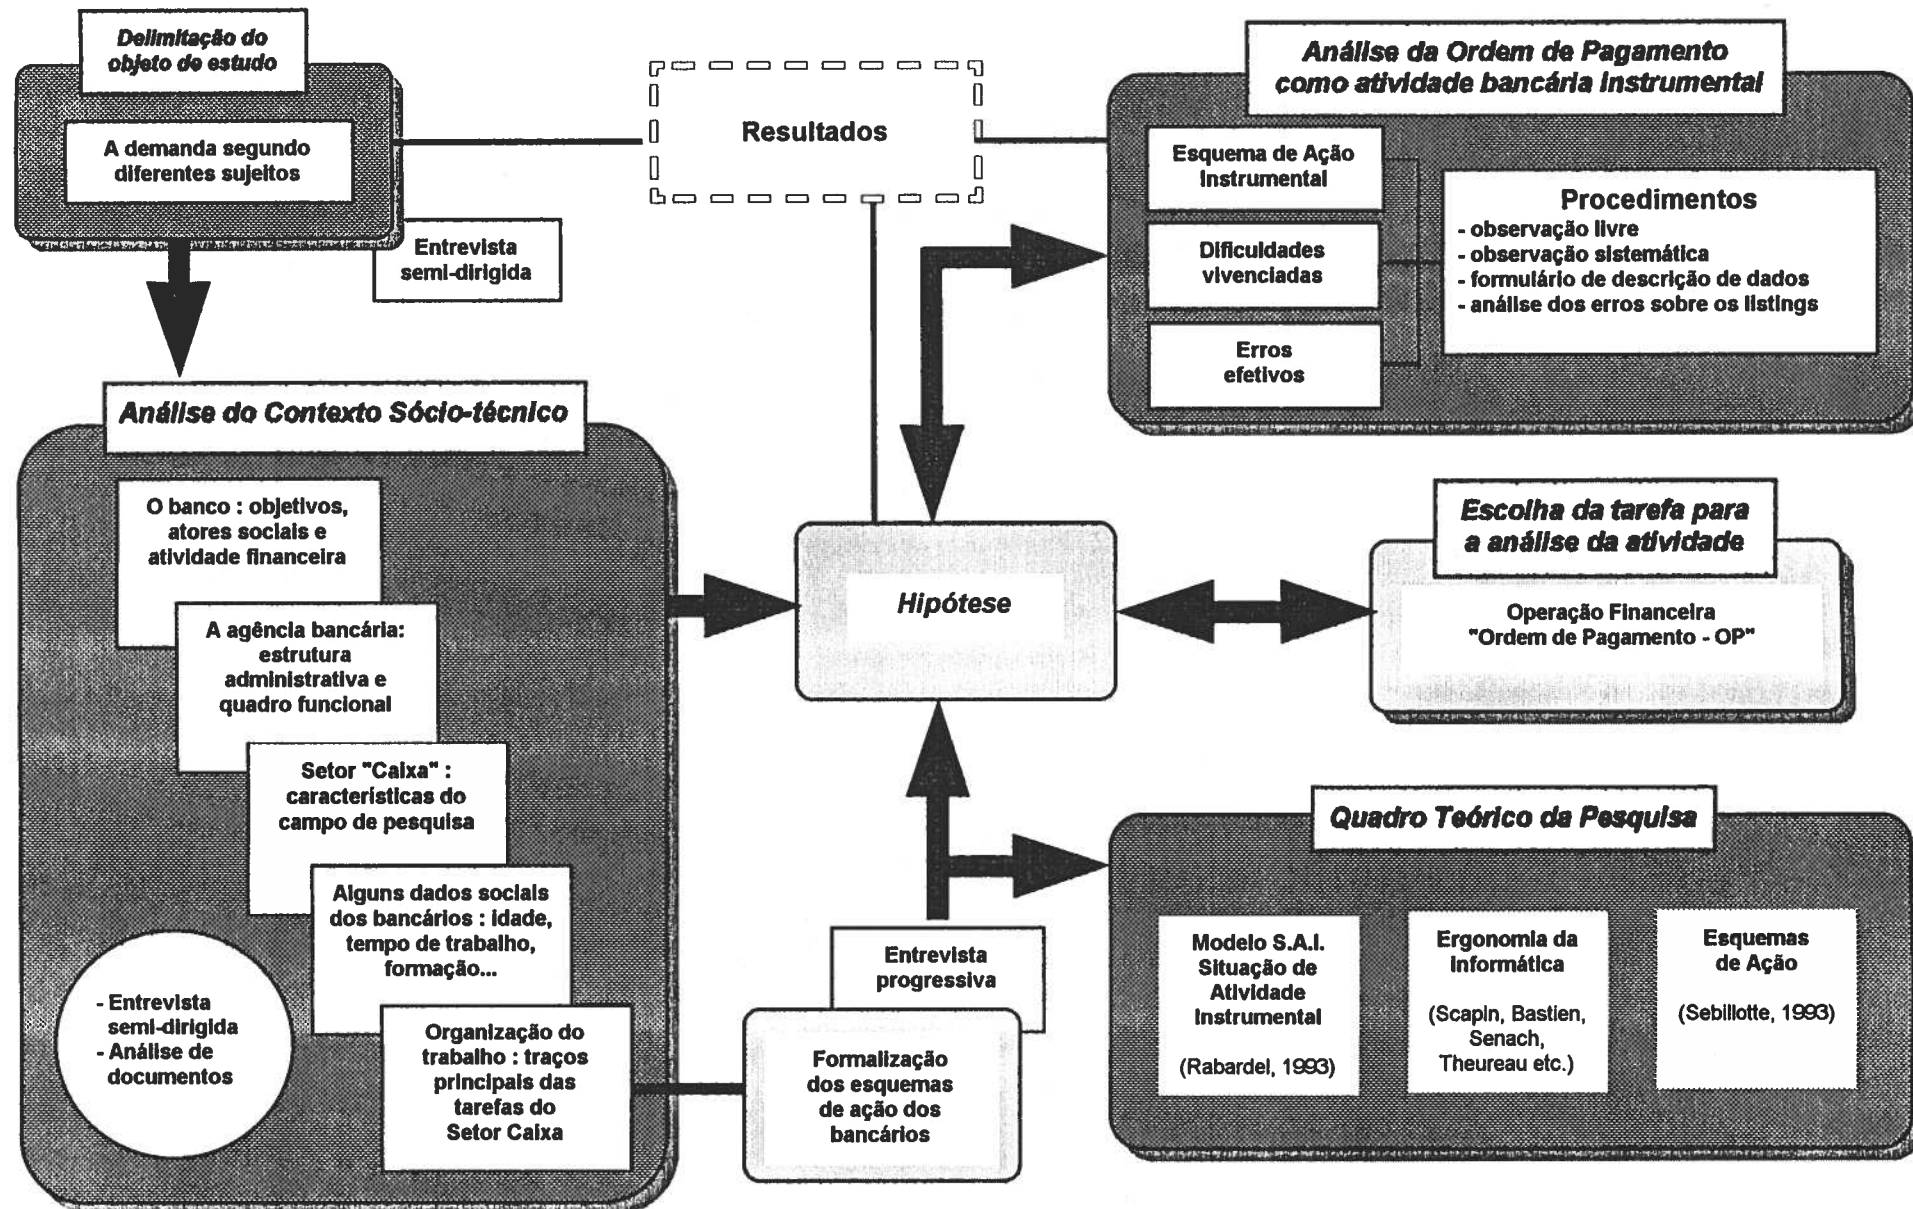 Delimitação do
objeto de estudo
A demanda segundo
diferentes sujeitos
Entrevista
semi-dirigida
Resultados
Análise da Ordem de Pagamento
como atividade bancária instrumental
Esquema de Ação
Instrumental
Dificuldades
vivenciadas
Erros
efetivos
Procedimentos
- observação livre
- observação sistemática
- formulário de descrição de dados
- análise dos erros sobre os listings
Análise do Contexto Sócio-técnico
O banco : objetivos,
atores sociais e
atividade financeira
A agência bancária:
estrutura
administrativa e
quadro funcional
Setor "Caixa" :
características do
campo de pesquisa
Alguns dados sociais
dos bancários : idade,
tempo de trabalho,
formação...
Organização do
trabalho : traços
principais das
tarefas do
Setor Caixa
- Entrevista
semi-dirigida
- Análise de
documentos
Hipótese
Escolha da tarefa para
a análise da atividade
Operação Financeira
"Ordem de Pagamento - OP"
Entrevista
progressiva
Formalização
dos esquemas
de ação dos
bancários
Quadro Teórico da Pesquisa
Modelo S.A.I.
Situação de
Atividade
Instrumental
(Rabardel, 1993)
Ergonomia da
Informática
(Scapin, Bastien,
Senach,
Theureau etc.)
Esquemas
de Ação
(Sebillotte, 1993)